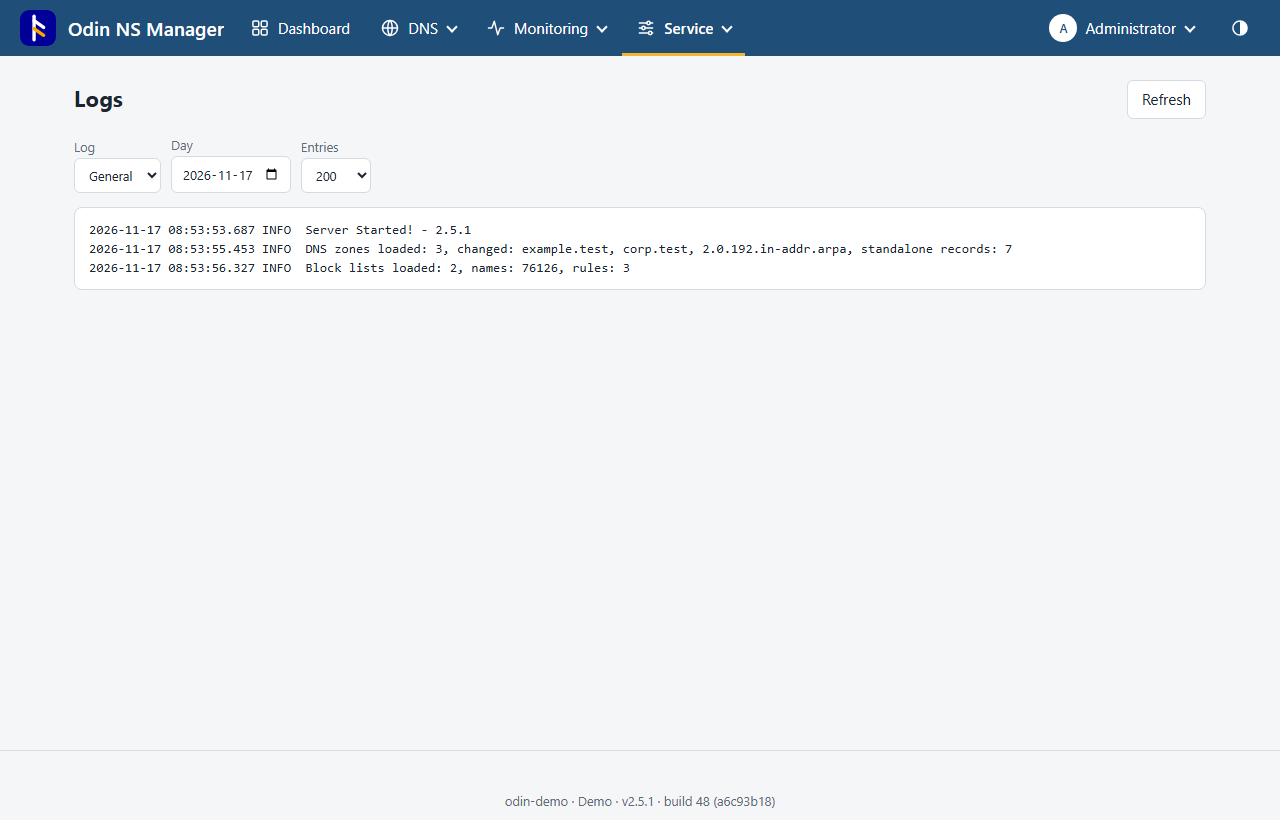 Odin NS Manager Dashboard DNS Monitoring Service A Administrator
Logs Refresh
Log Day Entries
General 2026-11-17 200
2026-11-17 08:53:53.687 INFO  Server Started! - 2.5.1
2026-11-17 08:53:55.453 INFO  DNS zones loaded: 3, changed: example.test, corp.test, 2.0.192.in-addr.arpa, standalone records: 7
2026-11-17 08:53:56.327 INFO  Block lists loaded: 2, names: 76126, rules: 3
odin-demo · Demo · v2.5.1 · build 48 (a6c93b18)